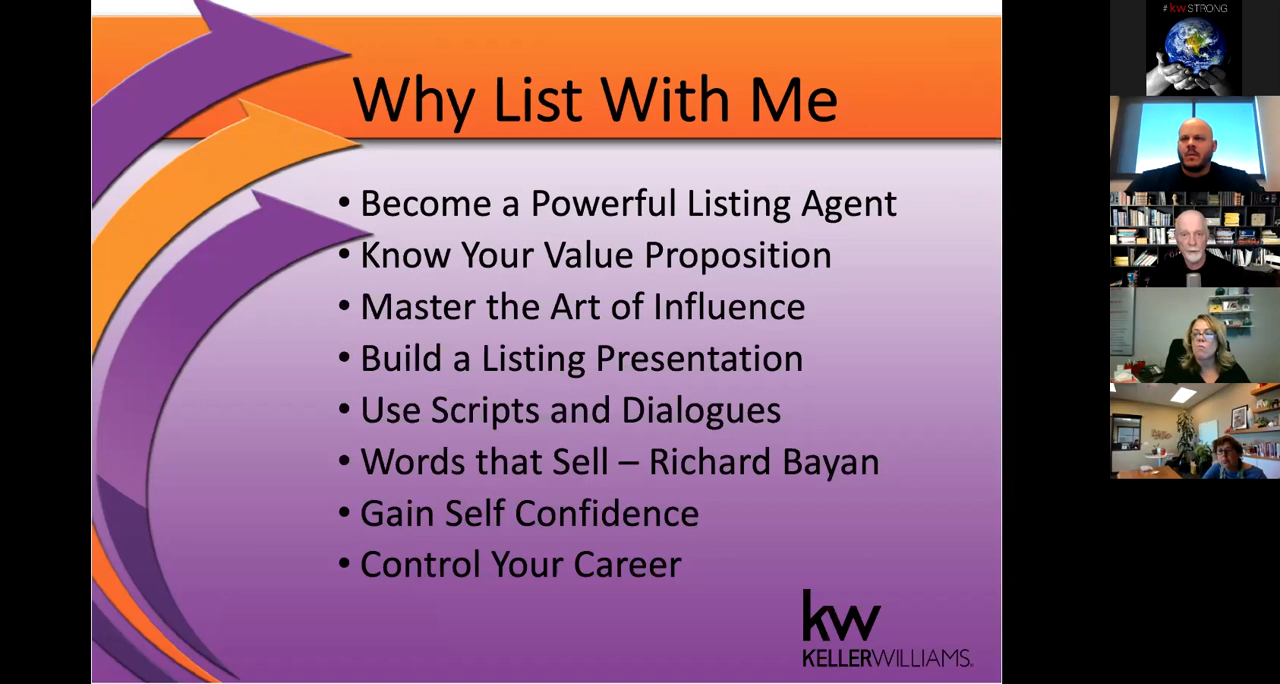 Why List With Me
• Become a Powerful Listing Agent
• Know Your Value Proposition
• Master the Art of Influence
• Build a Listing Presentation
• Use Scripts and Dialogues
• Words that Sell – Richard Bayan
• Gain Self Confidence
• Control Your Career
kw
KELLERWILLIAMS.
#kwSTRONG